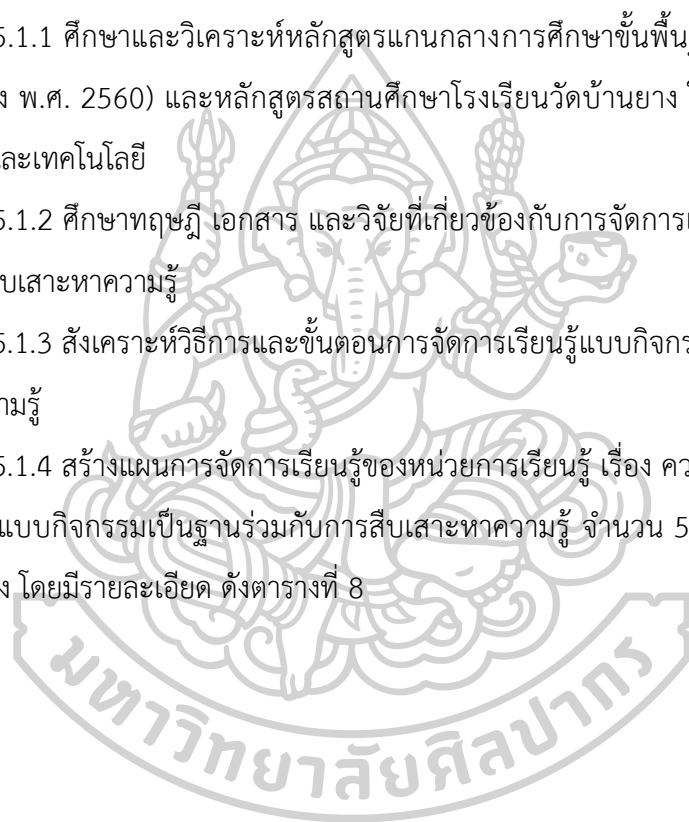 5.1.1 ศึกษาและวิเคราะห์หลักสูตรแกนกลางการศึกษาขั้นพื้น
พ.ศ. 2560) และหลักสูตรสถานศึกษาโรงเรียนวัดบ้านยาง
และเทคโนโลยี
5.1.2 ศึกษาทฤษฎี เอกสาร และวิจัยที่เกี่ยวข้องกับการจัดการ
บเสาะหาความรู้
5.1.3 สังเคราะห์วิธีการและขั้นตอนการจัดการเรียนรู้แบบกิจกร
ามรู้
5.1.4 สร้างแผนการจัดการเรียนรู้ของหน่วยการเรียนรู้ เรื่อง คว
แบบกิจกรรมเป็นฐานร่วมกับการสืบเสาะหาความรู้ จำนวน 5
ง โดยมีรายละเอียด ดังตารางที่ 8
มหาวิทยาลัยศิลปากร